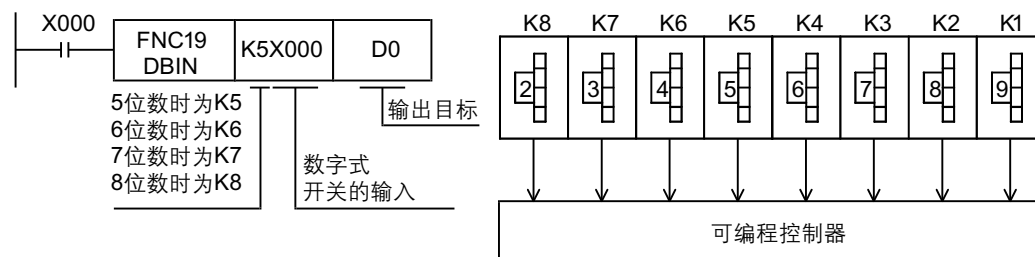 X000
FNC19
DBIN
K5X000
D0
5位数时为K5
6位数时为K6
7位数时为K7
8位数时为K8
数字式
开关的输入
输出目标
K8 K7 K6 K5 K4 K3 K2 K1
2 3 4 5 6 7 8 9
可编程控制器